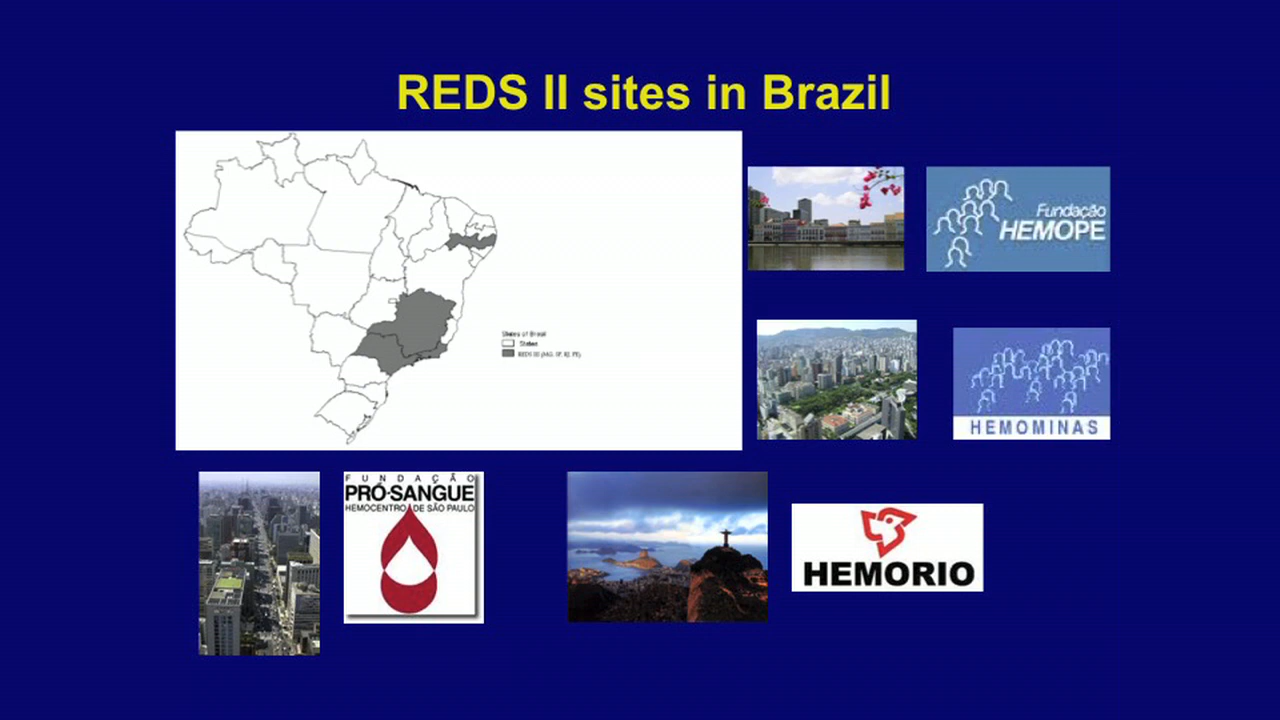 REDS II sites in Brazil
Fundação
HEMOPE
States of Brazil
States
HEMOMINAS
FUNDAÇÃO
PRÓ-SANGUE
HEMOCENTRO DE SÃO PAULO
HEMORIO